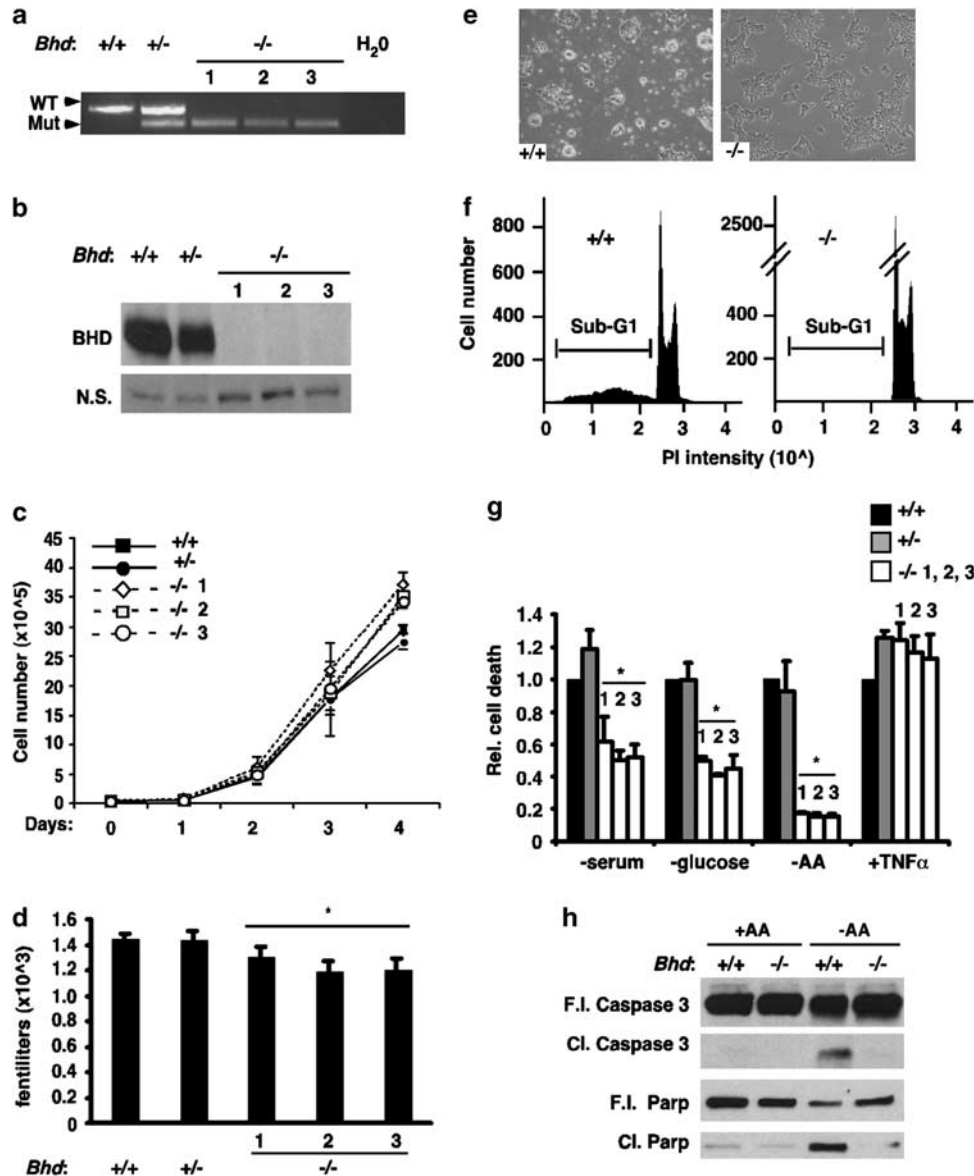 a
Bhd: +/+ +/- -/- H20
1 2 3
WT
Mut
b
Bhd: +/+ +/- -/-
1 2 3
BHD
N.S.
c
Cell number (x10^5)
45
40
35
30
25
20
15
10
5
0
+/+
+/-
-/- 1
-/- 2
-/- 3
Days: 0 1 2 3 4
d
fentiliters (x10^3)
1.6
1.4
1.2
1.0
0.8
0.6
0.4
0.2
0
*
1 2 3
Bhd: +/+ +/- -/-
e
+/+
-/-
f
Cell number
800
600
400
200
+/+
Sub-G1
0 1 2 3 4
2500
400
200
-/-
Sub-G1
0 1 2 3 4
PI intensity (10^)
g
+/+
+/-
-/- 1, 2, 3
Rel. cell death
1.4
1.2
1.0
0.8
0.6
0.4
0.2
0
*
1 2 3
*
1 2 3
*
1 2 3
1 2 3
-serum -glucose -AA +TNFα
h
+AA -AA
Bhd: +/+ -/- +/+ -/-
F.l. Caspase 3
Cl. Caspase 3
F.l. Parp
Cl. Parp